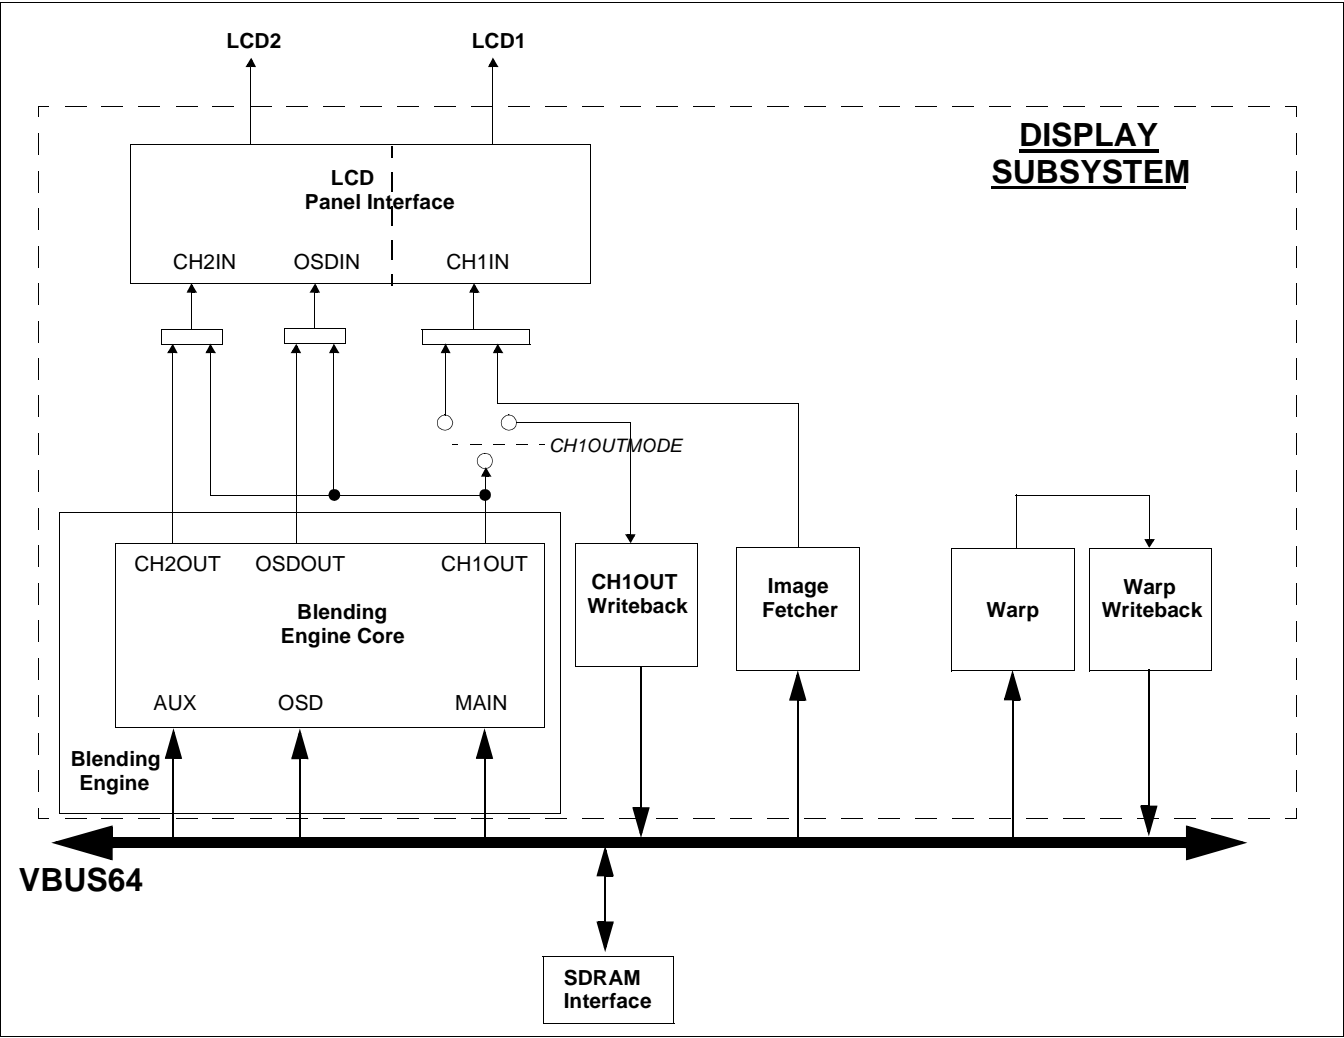 LCD2
LCD1
DISPLAY
SUBSYSTEM
LCD
Panel Interface
CH2IN
OSDIN
CH1IN
CH1OUTMODE
CH2OUT
OSDOUT
CH1OUT
Blending
Engine Core
AUX
OSD
MAIN
Blending
Engine
CH1OUT
Writeback
Image
Fetcher
Warp
Warp
Writeback
VBUS64
SDRAM
Interface